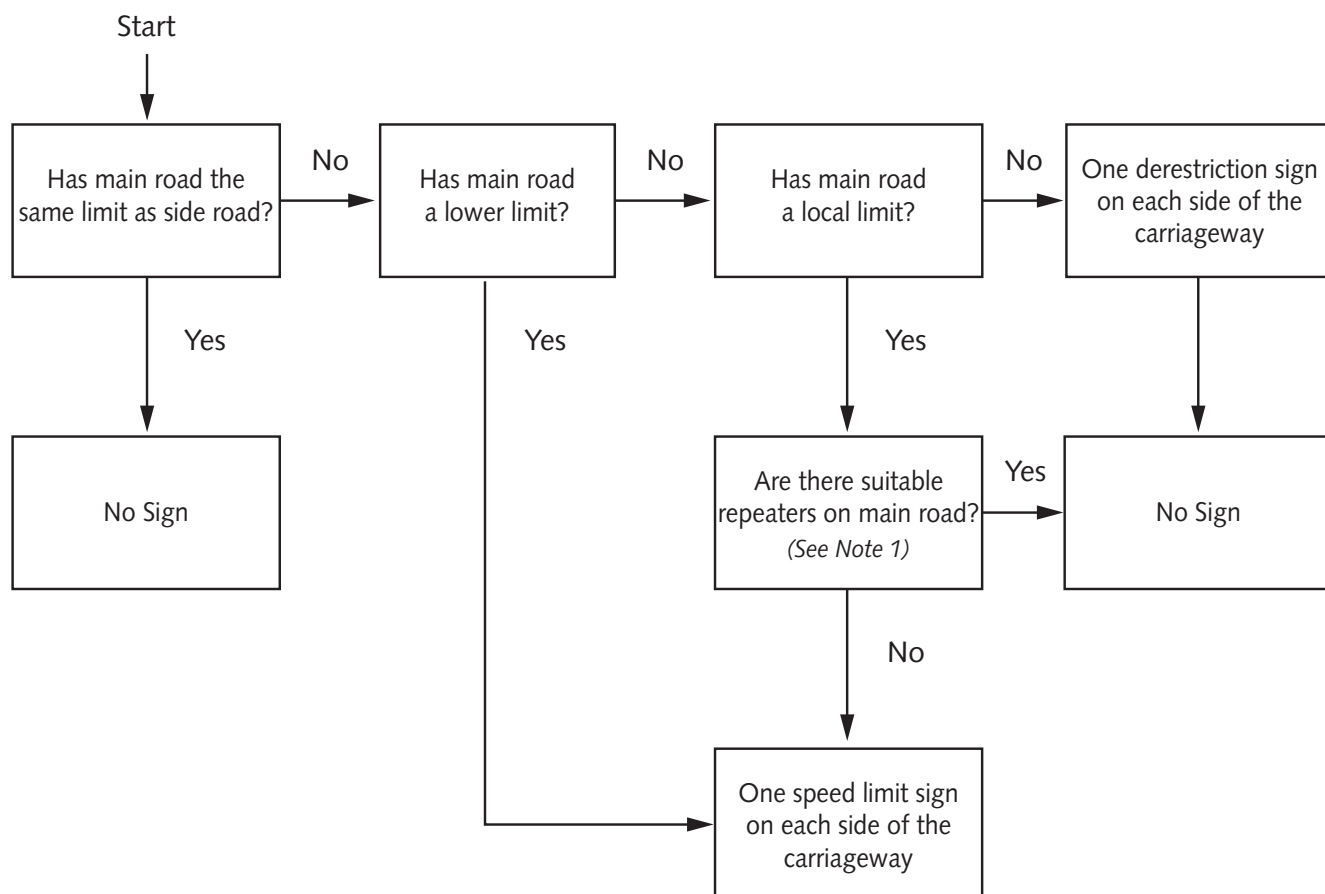 Start
Has main road the
same limit as side road?
No
Has main road
a lower limit?
No
Has main road
a local limit?
No
One derestriction sign
on each side of the
carriageway
Yes
Yes
Yes
No Sign
Are there suitable
repeaters on main road?
(See Note 1)
Yes
No Sign
No
One speed limit sign
on each side of the
carriageway